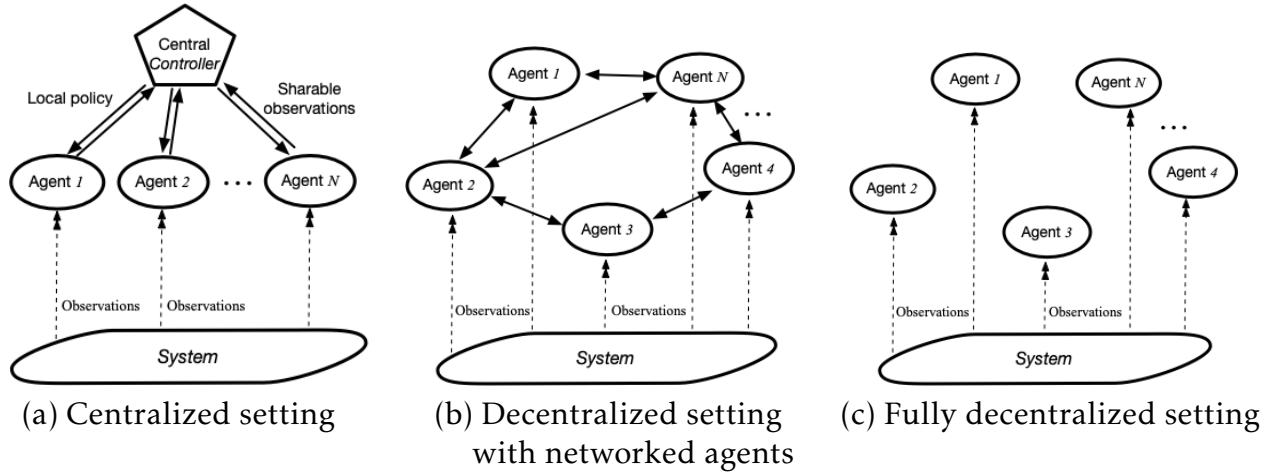 Central
Controller
Local policy
Sharable
observations
Agent 1
Agent 2
...
Agent N
Observations
Observations
System
(a) Centralized setting
Agent 1
Agent N
...
Agent 2
Agent 4
Agent 3
Observations
Observations
System
(b) Decentralized setting
with networked agents
Agent 1
Agent N
...
Agent 2
Agent 4
Agent 3
Observations
Observations
System
(c) Fully decentralized setting